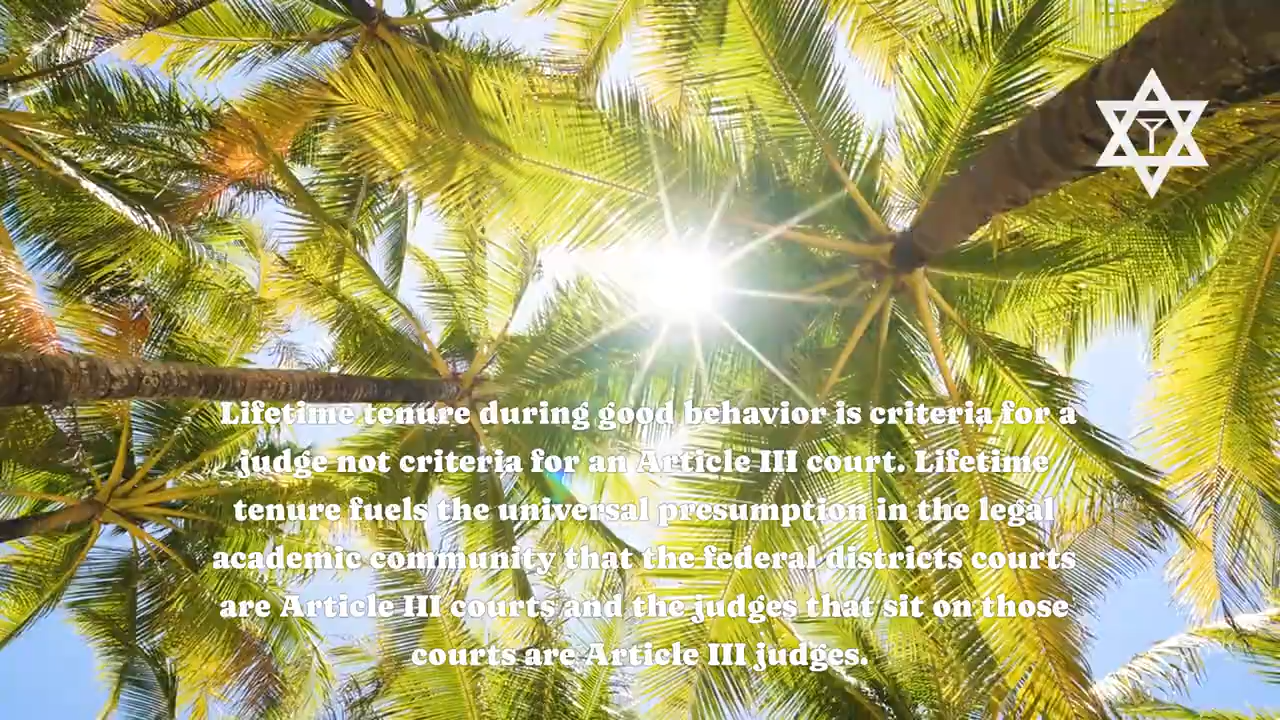 Lifetime tenure during good behavior is criteria for a
judge not criteria for an Article III court. Lifetime
tenure fuels the universal presumption in the legal
academic community that the federal districts courts
are Article III courts and the judges that sit on those
courts are Article III judges.